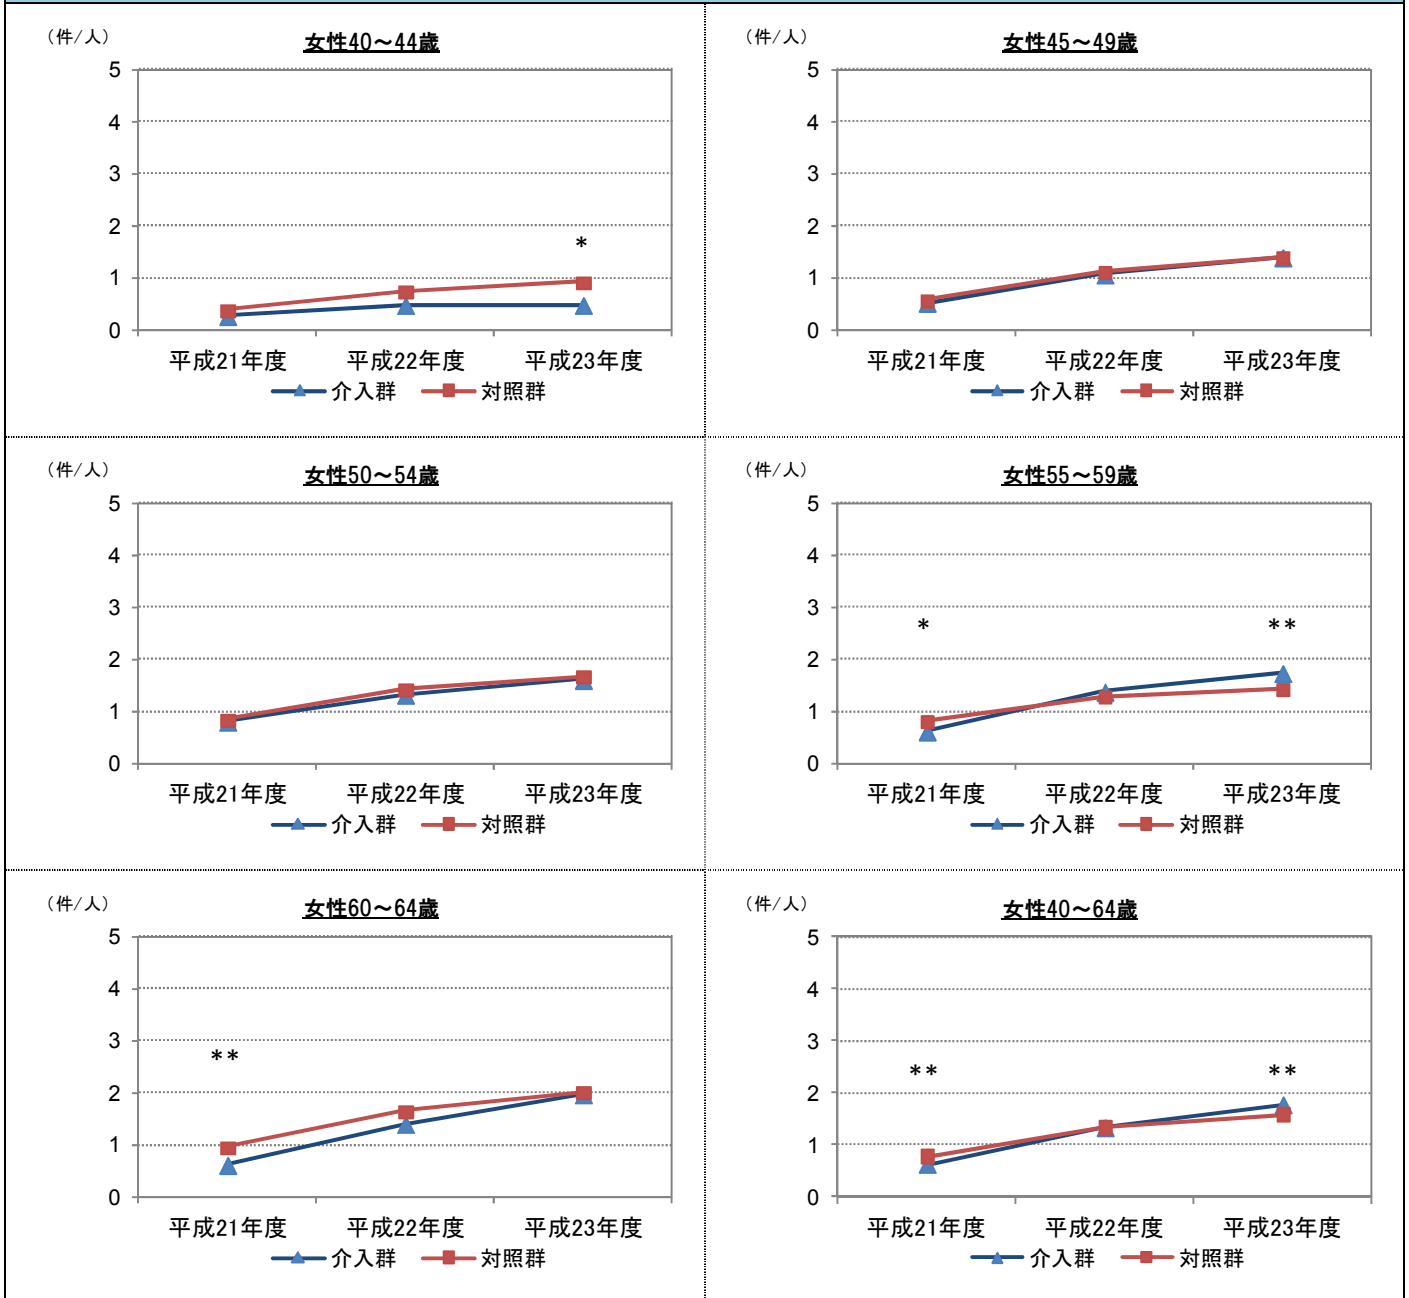 （件/人）
女性40～44歳
5
4
3
2
*
1
0
平成21年度 平成22年度 平成23年度
介入群 対照群
（件/人）
女性45～49歳
5
4
3
2
1
0
平成21年度 平成22年度 平成23年度
介入群 対照群
（件/人）
女性50～54歳
5
4
3
2
1
0
平成21年度 平成22年度 平成23年度
介入群 対照群
（件/人）
女性55～59歳
5
4
3
* **
2
1
0
平成21年度 平成22年度 平成23年度
介入群 対照群
（件/人）
女性60～64歳
5
4
3
**
2
1
0
平成21年度 平成22年度 平成23年度
介入群 対照群
（件/人）
女性40～64歳
5
4
3
** **
2
1
0
平成21年度 平成22年度 平成23年度
介入群 対照群